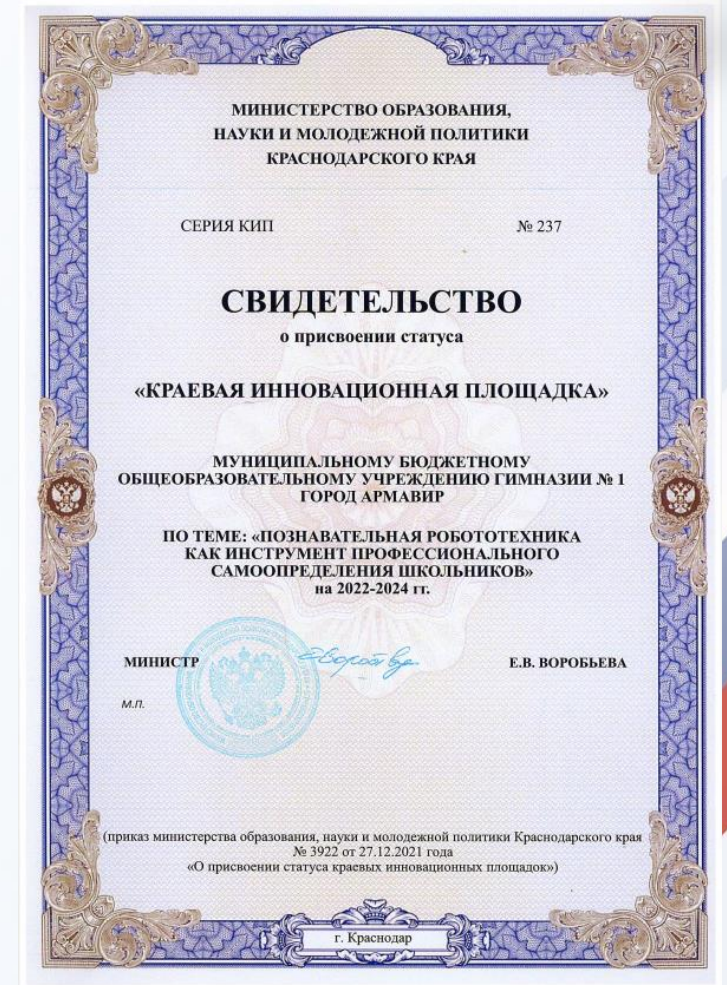 МИНИСТЕРСТВО ОБРАЗОВАНИЯ,
НАУКИ И МОЛОДЕЖНОЙ ПОЛИТИКИ
КРАСНОДАРСКОГО КРАЯ
СЕРИЯ КИП № 237
СВИДЕТЕЛЬСТВО
о присвоении статуса
«КРАЕВАЯ ИННОВАЦИОННАЯ ПЛОЩАДКА»
МУНИЦИПАЛЬНОМУ БЮДЖЕТНОМУ
ОБЩЕОБРАЗОВАТЕЛЬНОМУ УЧРЕЖДЕНИЮ ГИМНАЗИИ № 1
ГОРОД АРМАВИР
ПО ТЕМЕ: «ПОЗНАВАТЕЛЬНАЯ РОБОТОТЕХНИКА
КАК ИНСТРУМЕНТ ПРОФЕССИОНАЛЬНОГО
САМООПРЕДЕЛЕНИЯ ШКОЛЬНИКОВ»
на 2022-2024 гг.
МИНИСТР Е.В. ВОРОБЬЕВА
М.П.
(приказ министерства образования, науки и молодежной политики Краснодарского края
№ 3922 от 27.12.2021 года
«О присвоении статуса краевых инновационных площадок»)
г. Краснодар